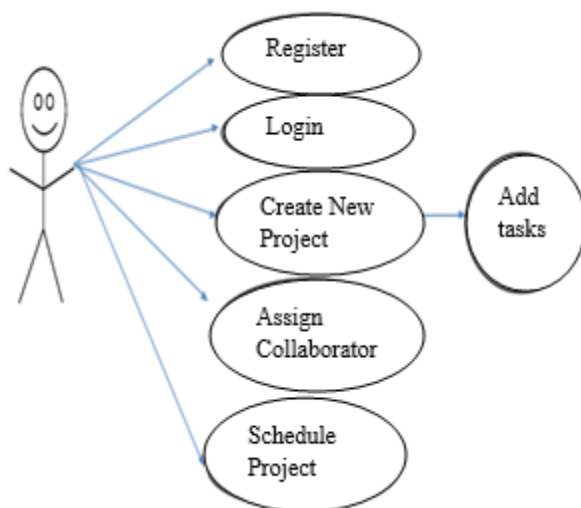 Register
Login
Create New
Project
Add
tasks
Assign
Collaborator
Schedule
Project